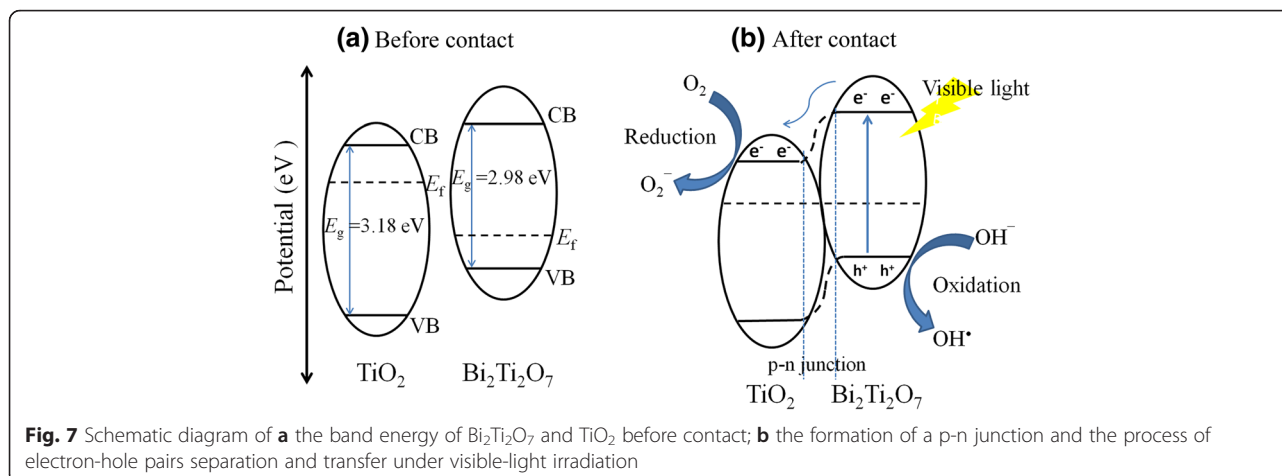 (a) Before contact
(b) After contact
Potential (eV)
CB
E_f
E_g=3.18 eV
VB
TiO₂
CB
E_g=2.98 eV
E_f
VB
Bi₂Ti₂O₇
O₂
Reduction
O₂⁻
e⁻ e⁻
e⁻ e⁻
Visible light
h⁺ h⁺
OH⁻
Oxidation
OH•
p-n junction
TiO₂
Bi₂Ti₂O₇
Fig. 7 Schematic diagram of a the band energy of Bi₂Ti₂O₇ and TiO₂ before contact; b the formation of a p-n junction and the process of
electron-hole pairs separation and transfer under visible-light irradiation